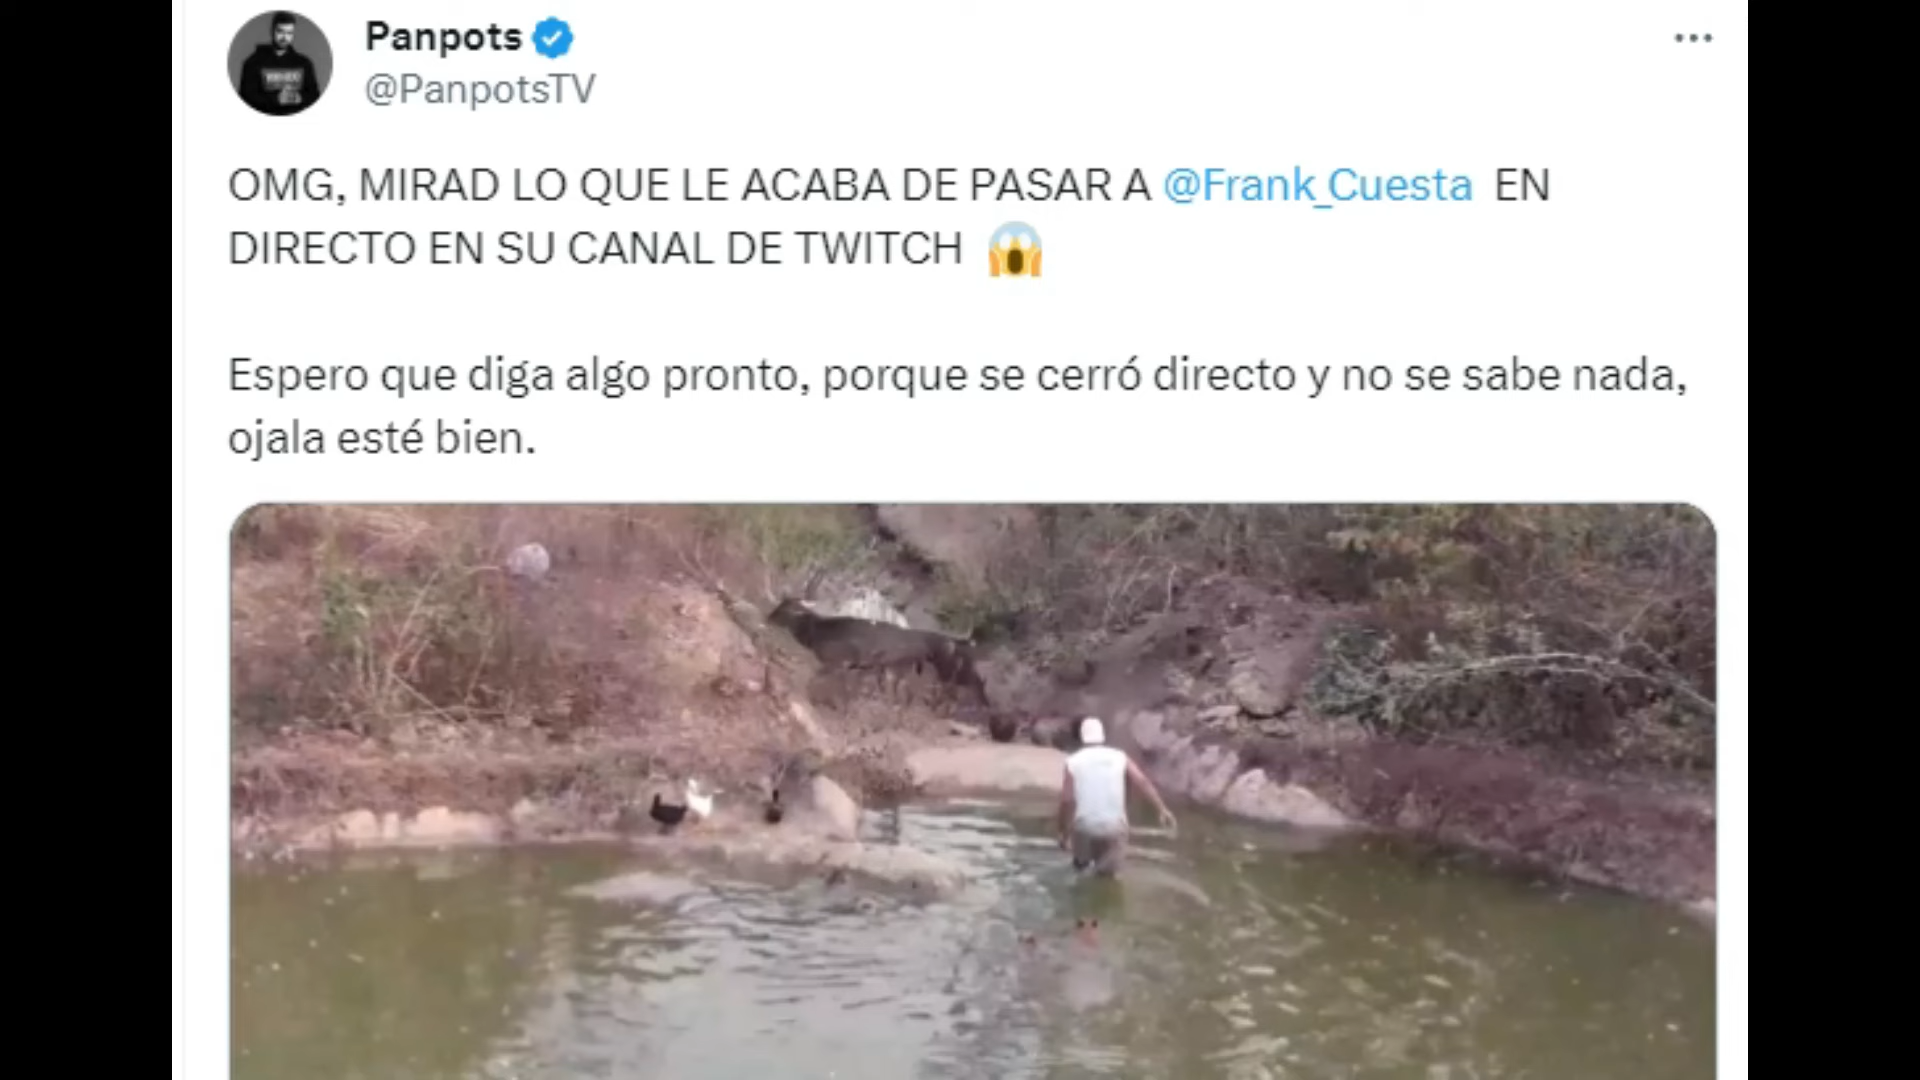 Panpots
@PanpotsTV
OMG, MIRAD LO QUE LE ACABA DE PASAR A @Frank_Cuesta EN
DIRECTO EN SU CANAL DE TWITCH 😱
Espero que diga algo pronto, porque se cerró directo y no se sabe nada,
ojala esté bien.